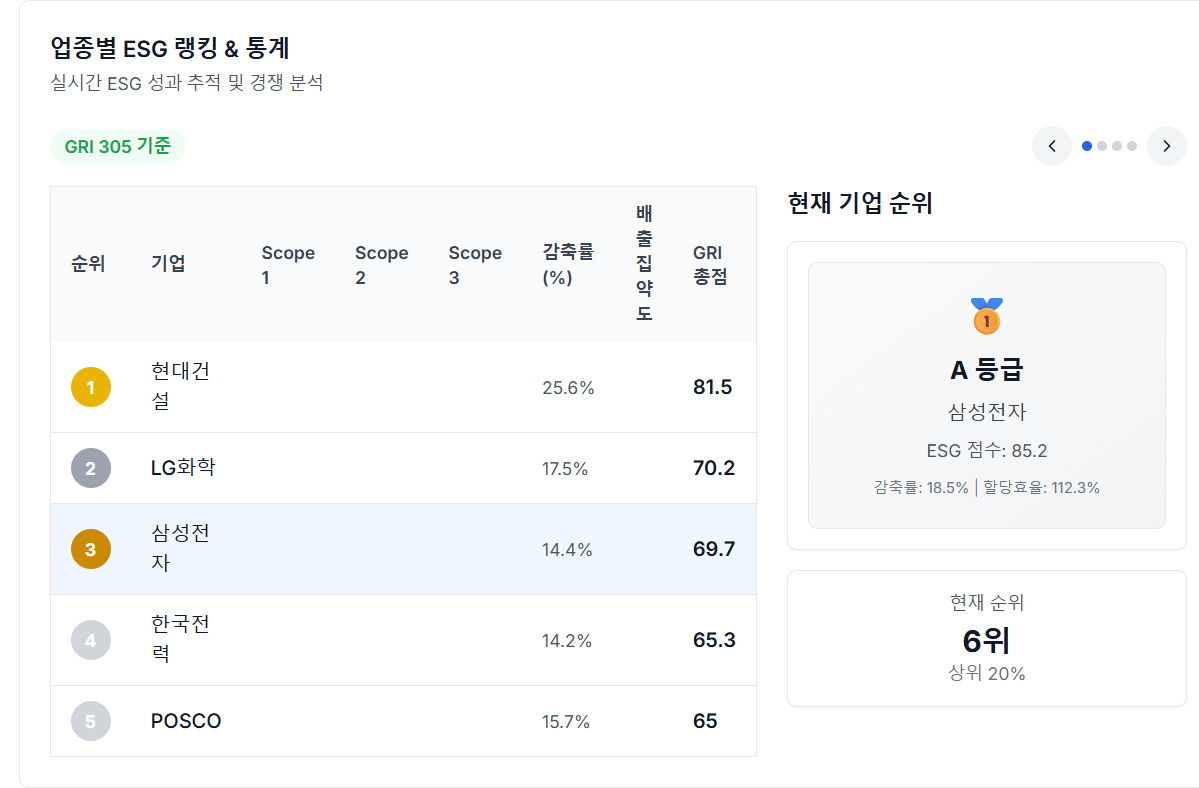 업종별 ESG 랭킹 & 통계
실시간 ESG 성과 추적 및 경쟁 분석
GRI 305 기준
순위 기업 Scope 1 Scope 2 Scope 3 감축률 (%) 배출집약도 GRI 총점
1 현대건설 25.6% 81.5
2 LG화학 17.5% 70.2
3 삼성전자 14.4% 69.7
4 한국전력 14.2% 65.3
5 POSCO 15.7% 65
현재 기업 순위
1
A 등급
삼성전자
ESG 점수: 85.2
감축률: 18.5% | 할당효율: 112.3%
현재 순위
6위
상위 20%